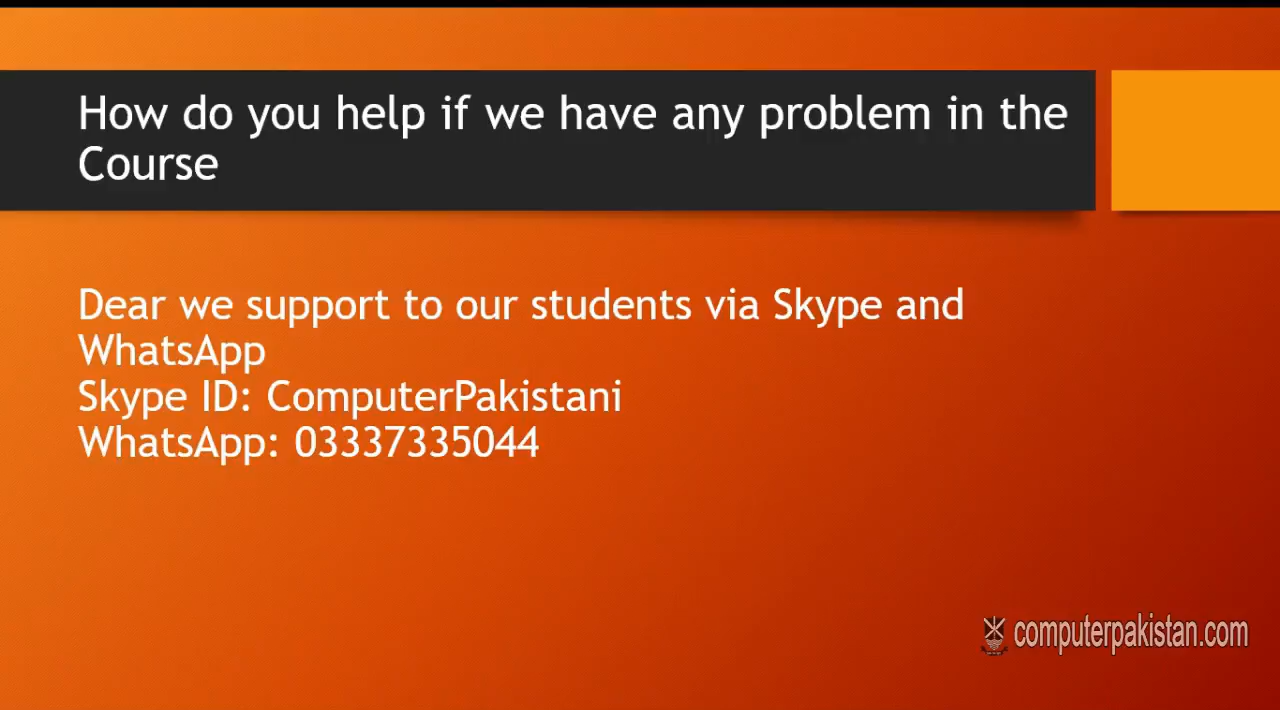 How do you help if we have any problem in the
Course
Dear we support to our students via Skype and
WhatsApp
Skype ID: ComputerPakistani
WhatsApp: 03337335044
computerpakistan.com